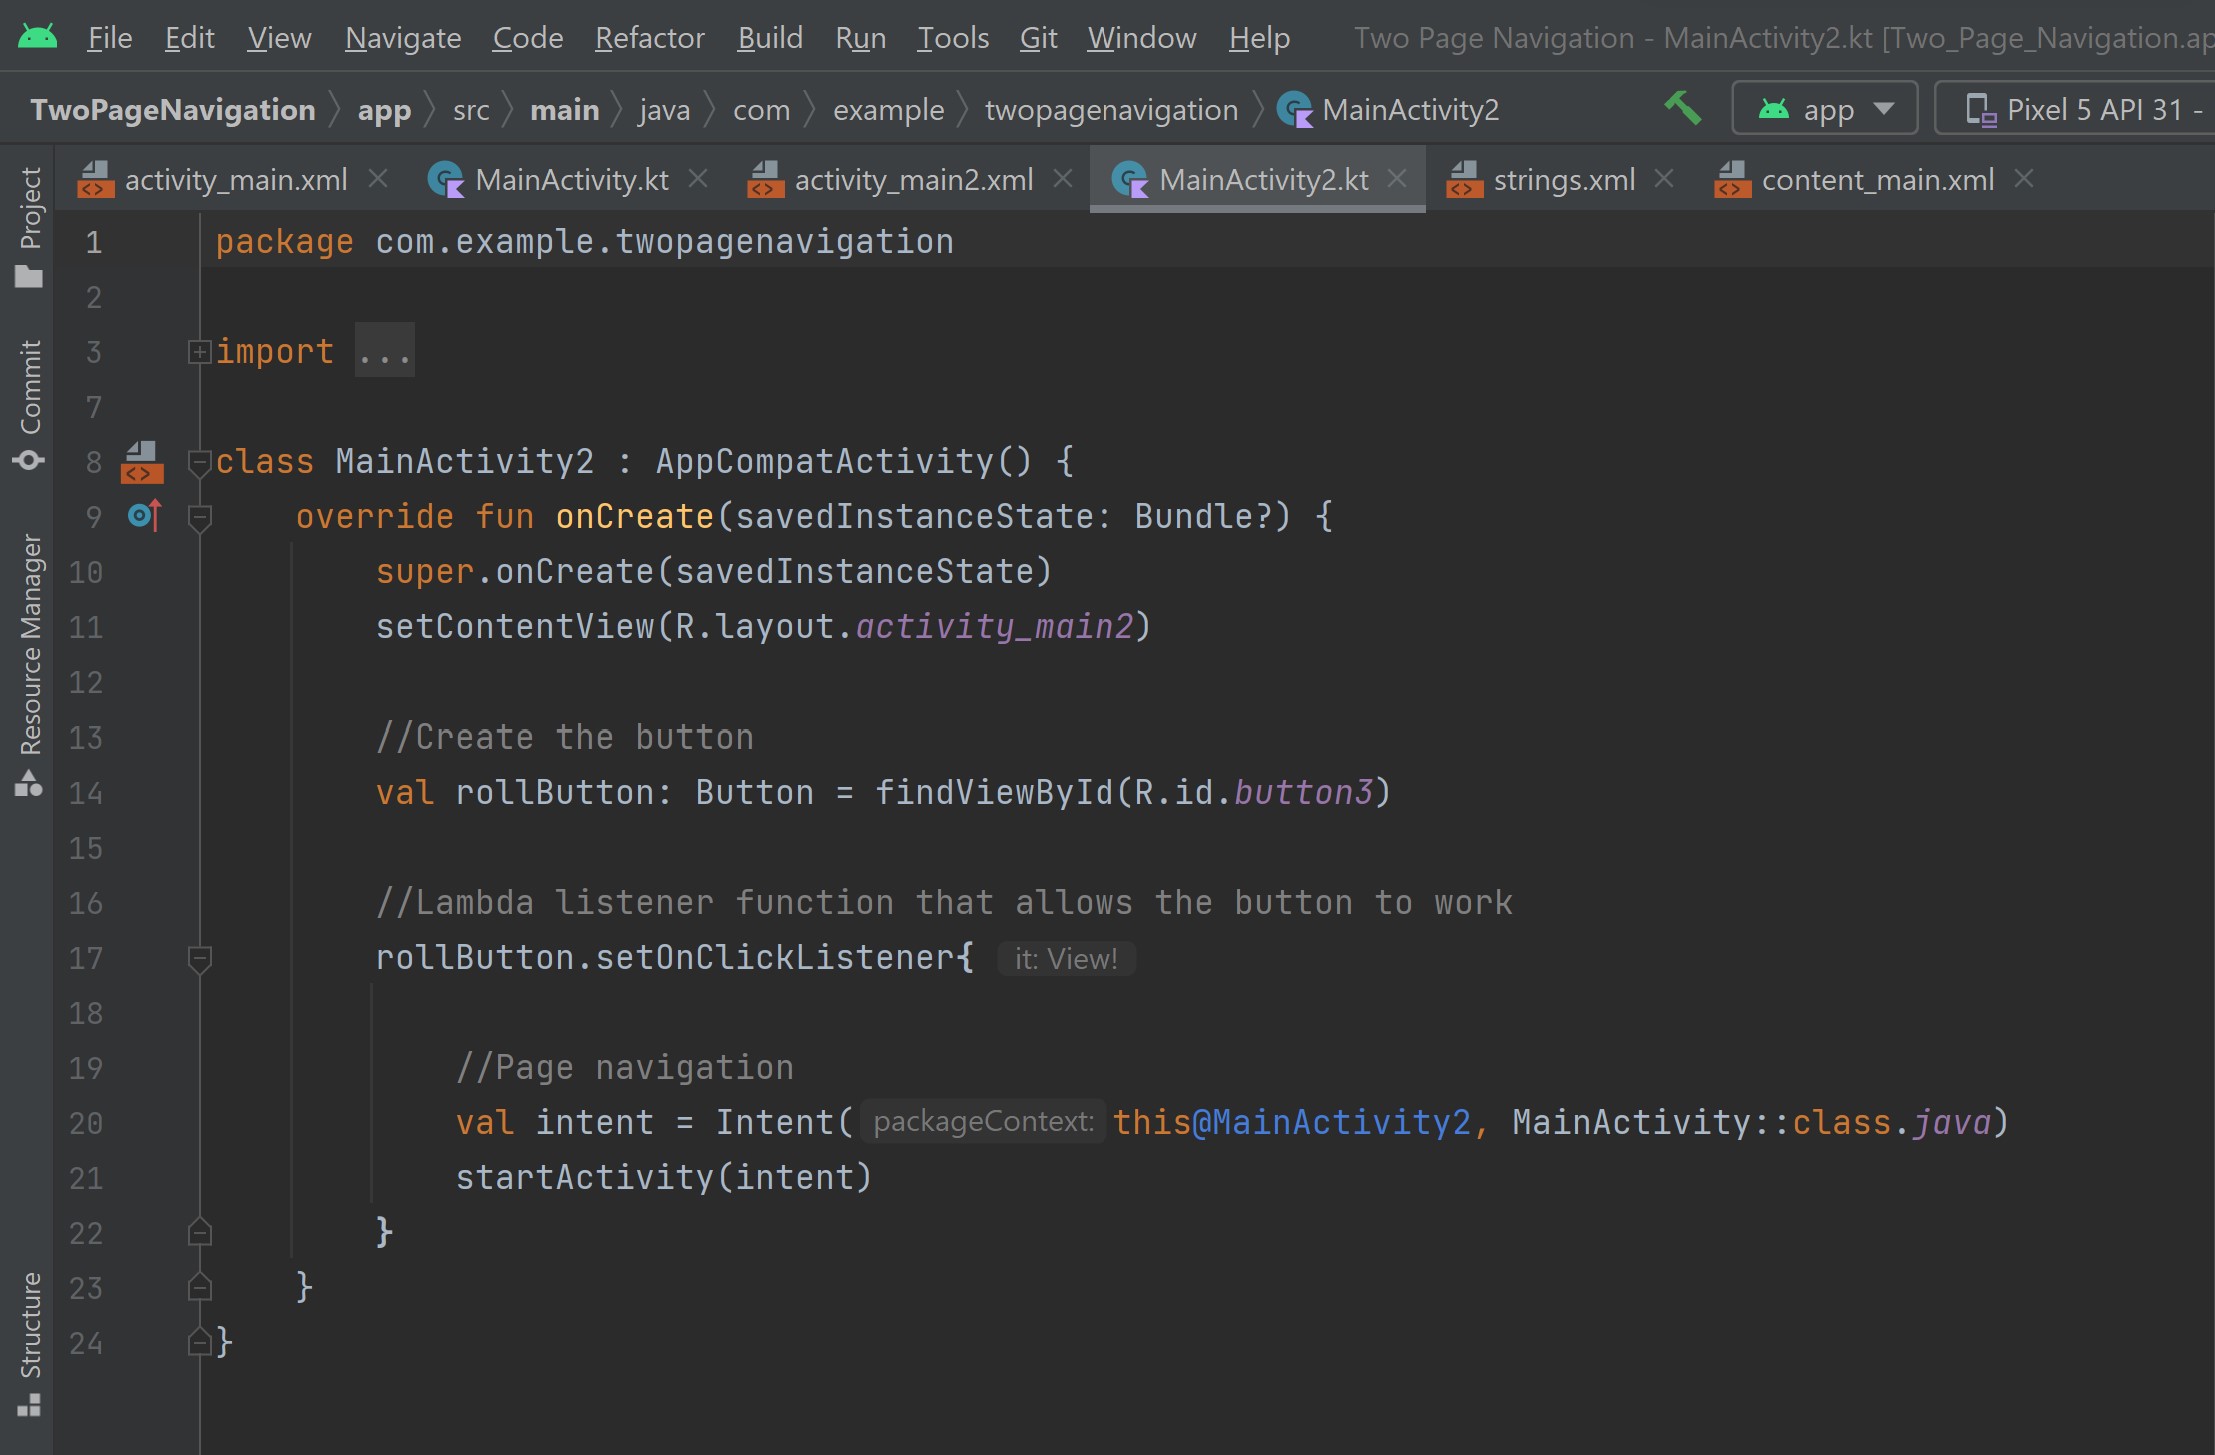 File Edit View Navigate Code Refactor Build Run Tools Git Window Help Two Page Navigation - MainActivity2.kt [Two_Page_Navigation.ap
TwoPageNavigation app src main java com example twopagenavigation MainActivity2 app Pixel 5 API 31 -
activity_main.xml MainActivity.kt activity_main2.xml MainActivity2.kt strings.xml content_main.xml
Project
Commit
Resource Manager
Structure
1 package com.example.twopagenavigation
2
3 import ...
7
8 class MainActivity2 : AppCompatActivity() {
9     override fun onCreate(savedInstanceState: Bundle?) {
10         super.onCreate(savedInstanceState)
11         setContentView(R.layout.activity_main2)
12
13         //Create the button
14         val rollButton: Button = findViewById(R.id.button3)
15
16         //Lambda listener function that allows the button to work
17         rollButton.setOnClickListener{ it: View!
18
19             //Page navigation
20             val intent = Intent( packageContext: this@MainActivity2, MainActivity::class.java)
21             startActivity(intent)
22         }
23     }
24 }